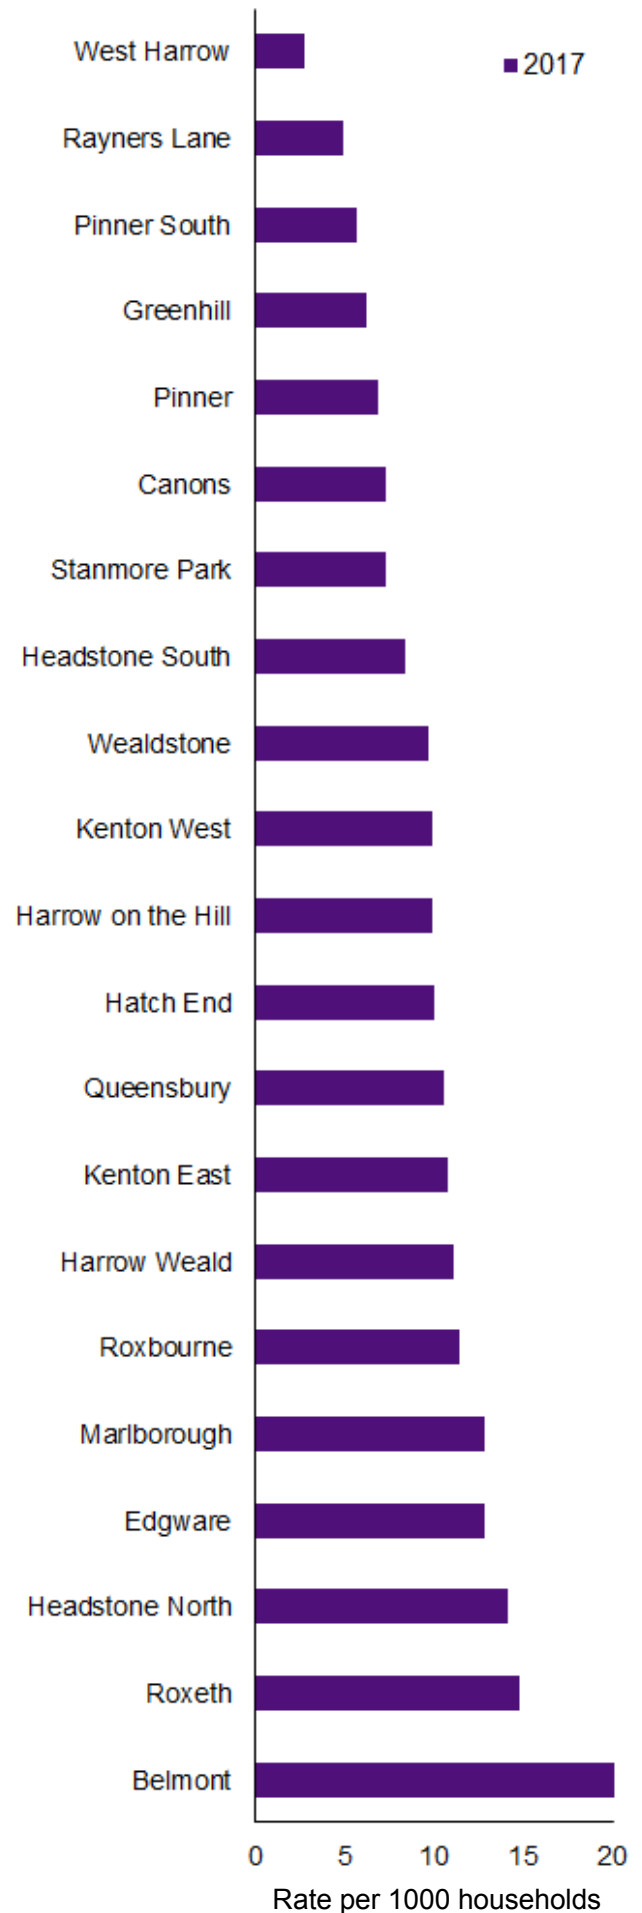 West Harrow
2017
Rayners Lane
Pinner South
Greenhill
Pinner
Canons
Stanmore Park
Headstone South
Wealdstone
Kenton West
Harrow on the Hill
Hatch End
Queensbury
Kenton East
Harrow Weald
Roxbourne
Marlborough
Edgware
Headstone North
Roxeth
Belmont
0 5 10 15 20
Rate per 1000 households